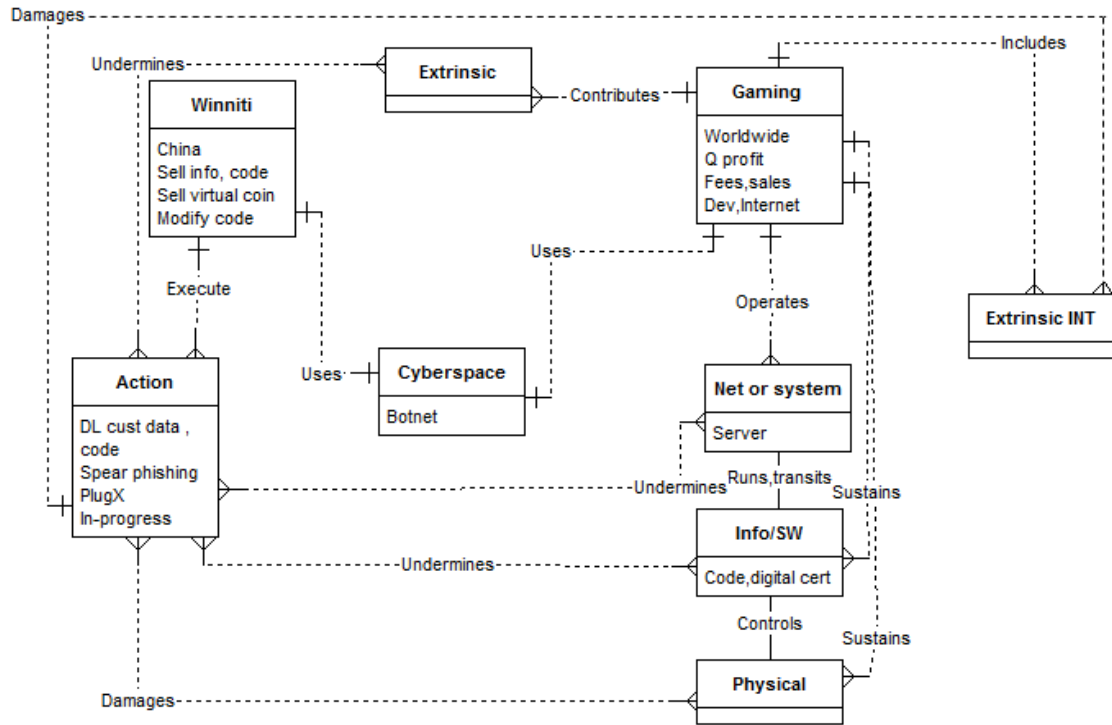 Damages
Includes
Undermines
Extrinsic
Contributes
Winniti
China
Sell info, code
Sell virtual coin
Modify code
Gaming
Worldwide
Q profit
Fees,sales
Dev,Internet
Uses
Execute
Operates
Extrinsic INT
Action
DL cust data ,
code
Spear phishing
PlugX
In-progress
Uses
Cyberspace
Botnet
Net or system
Server
Undermines
Runs,transits
Sustains
Info/SW
Code,digital cert
Undermines
Controls
Sustains
Physical
Damages